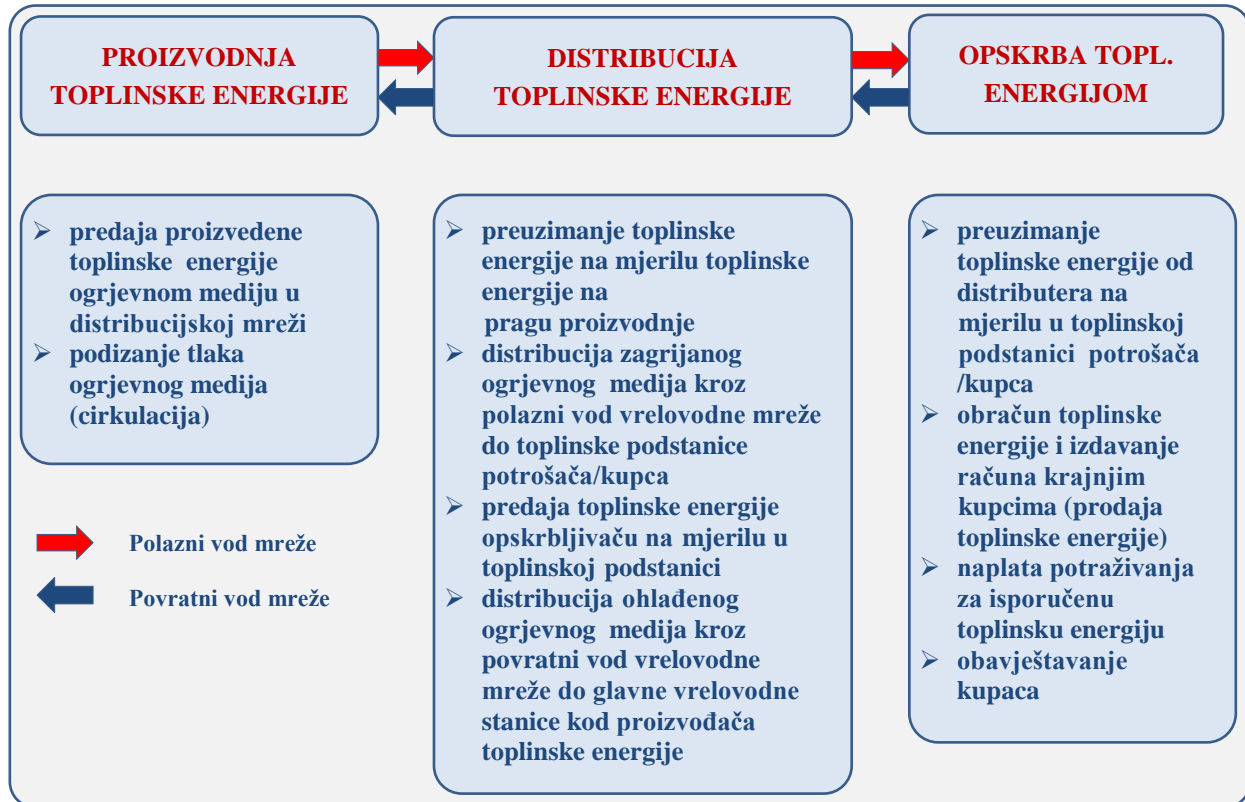 PROIZVODNJA
TOPLINSKE ENERGIJE
DISTRIBUCIJA
TOPLINSKE ENERGIJE
OPSKRBA TOPL.
ENERGIJOM
➢ predaja proizvedene
toplinske energije
ogrjevnom mediju u
distribucijskoj mreži
➢ podizanje tlaka
ogrjevnog medija
(cirkulacija)
Polazni vod mreže
Povratni vod mreže
➢ preuzimanje toplinske
energije na mjerilu toplinske
energije na
pragu proizvodnje
➢ distribucija zagrijanog
ogrjevnog medija kroz
polazni vod vrelovodne mreže
do toplinske podstanice
potrošača/kupca
➢ predaja toplinske energije
opskrbljivaču na mjerilu u
toplinskoj podstanici
➢ distribucija ohlađenog
ogrjevnog medija kroz
povratni vod vrelovodne
mreže do glavne vrelovodne
stanice kod proizvođača
toplinske energije
➢ preuzimanje
toplinske energije od
distributera na
mjerilu u toplinskoj
podstanici potrošača
/kupca
➢ obračun toplinske
energije i izdavanje
računa krajnjim
kupcima (prodaja
toplinske energije)
➢ naplata potraživanja
za isporučenu
toplinsku energiju
➢ obavještavanje
kupaca